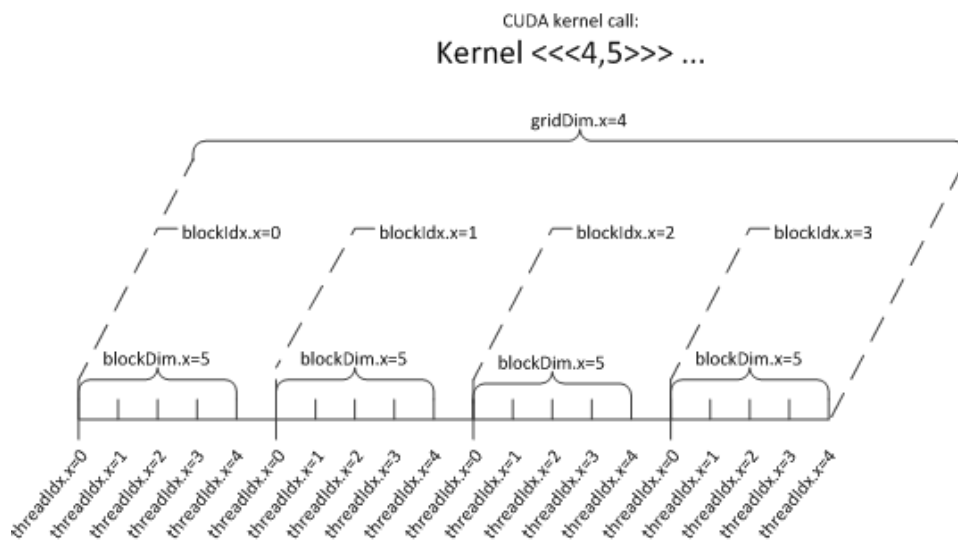 CUDA kernel call:
Kernel <<<4,5>>> ...
gridDim.x=4
blockIdx.x=0
blockIdx.x=1
blockIdx.x=2
blockIdx.x=3
blockDim.x=5
blockDim.x=5
blockDim.x=5
blockDim.x=5
threadIdx.x=0
threadIdx.x=1
threadIdx.x=2
threadIdx.x=3
threadIdx.x=4
threadIdx.x=0
threadIdx.x=1
threadIdx.x=2
threadIdx.x=3
threadIdx.x=4
threadIdx.x=0
threadIdx.x=1
threadIdx.x=2
threadIdx.x=3
threadIdx.x=4
threadIdx.x=0
threadIdx.x=1
threadIdx.x=2
threadIdx.x=3
threadIdx.x=4